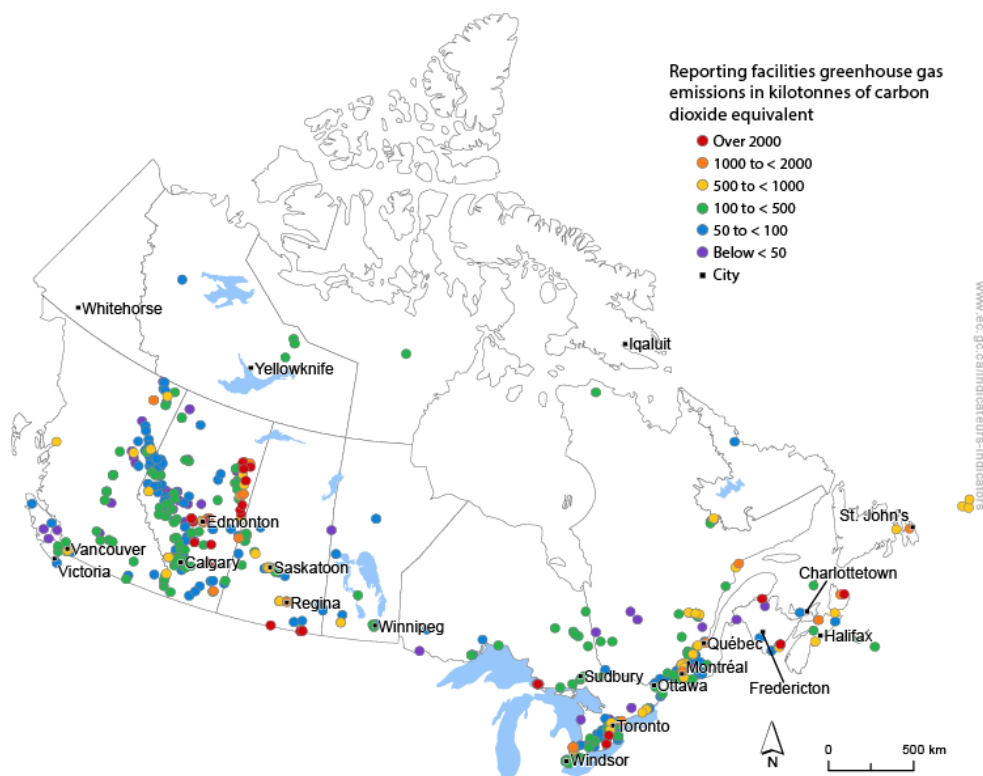 Reporting facilities greenhouse gas
emissions in kilotonnes of carbon
dioxide equivalent
Over 2000
1000 to < 2000
500 to < 1000
100 to < 500
50 to < 100
Below < 50
City
www.ec.gc.ca/indicateurs-indicators
Whitehorse
Iqaluit
Yellowknife
St. John's
Edmonton
Vancouver
Calgary
Saskatoon
Charlottetown
Victoria
Regina
Winnipeg
Halifax
Québec
Montréal
Sudbury
Ottawa
Fredericton
Toronto
Windsor
N
0 500 km